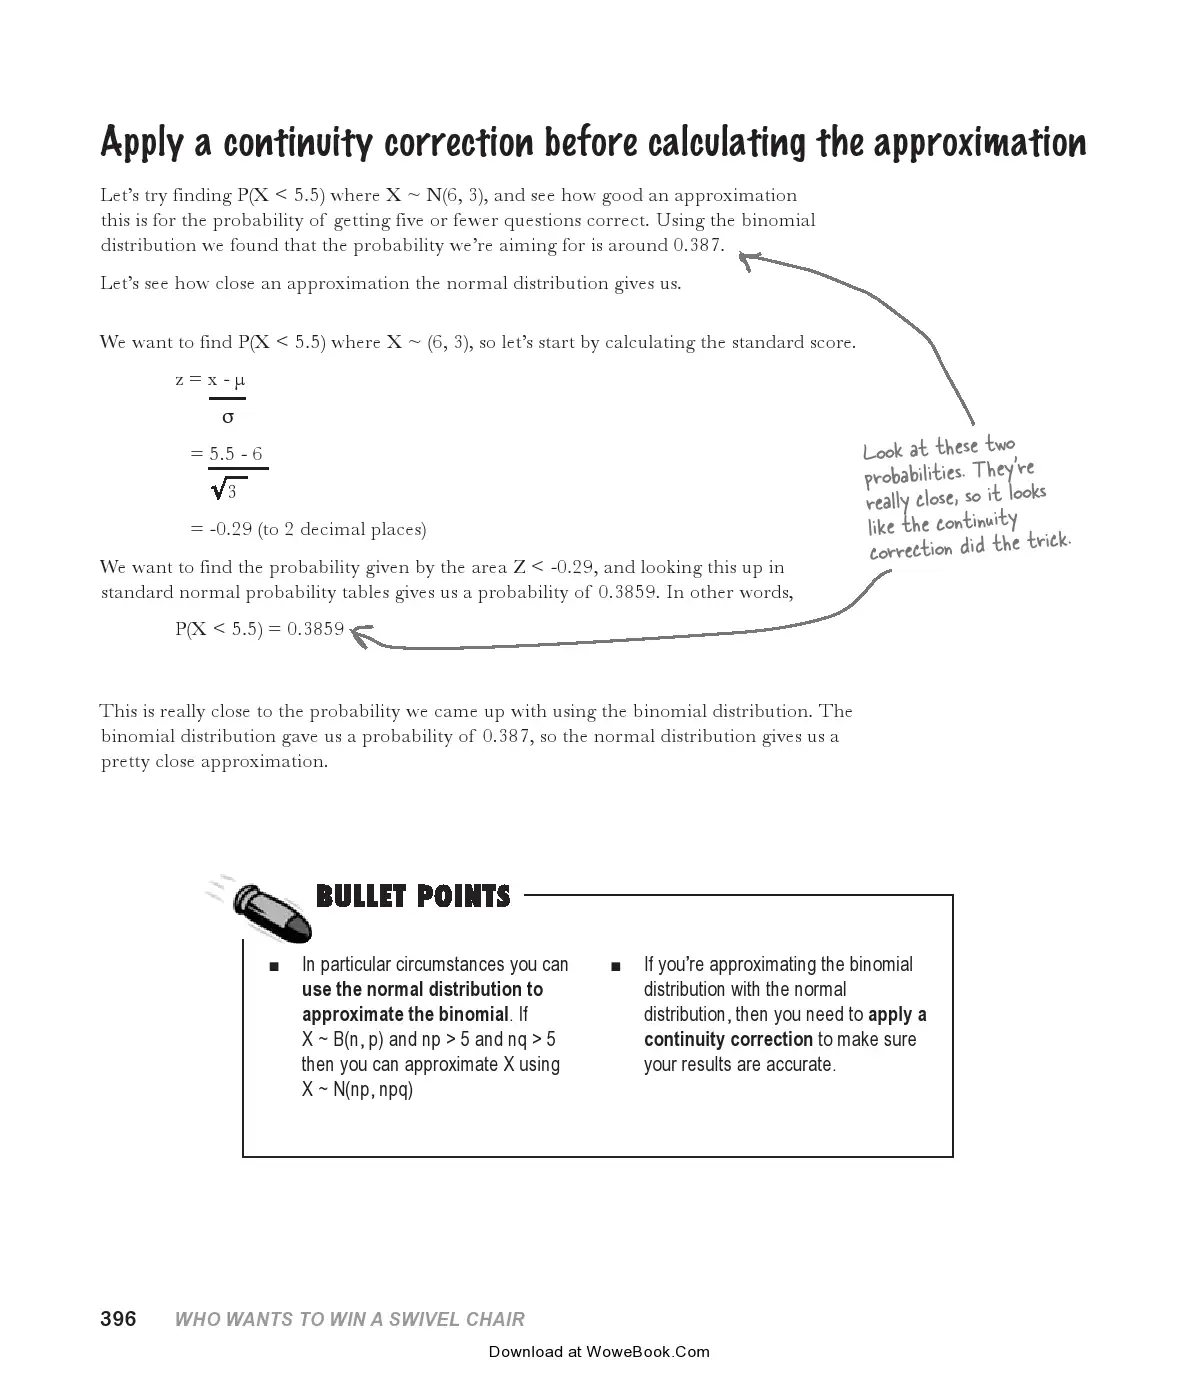 Apply a continuity correction before calculating the approximation
Let's try finding P(X < 5.5) where X ~ N(6, 3), and see how good an approximation
this is for the probability of getting five or fewer questions correct. Using the binomial
distribution we found that the probability we're aiming for is around 0.387.
Let's see how close an approximation the normal distribution gives us.
We want to find P(X < 5.5) where X ~ (6, 3), so let's start by calculating the standard score.
z = x - μ
σ
= 5.5 - 6
√3
= -0.29 (to 2 decimal places)
Look at these two
probabilities. They're
really close, so it looks
like the continuity
correction did the trick.
We want to find the probability given by the area Z < -0.29, and looking this up in
standard normal probability tables gives us a probability of 0.3859. In other words,
P(X < 5.5) = 0.3859
This is really close to the probability we came up with using the binomial distribution. The
binomial distribution gave us a probability of 0.387, so the normal distribution gives us a
pretty close approximation.
BULLET POINTS
■ In particular circumstances you can
use the normal distribution to
approximate the binomial. If
X ~ B(n, p) and np > 5 and nq > 5
then you can approximate X using
X ~ N(np, npq)
■ If you're approximating the binomial
distribution with the normal
distribution, then you need to apply a
continuity correction to make sure
your results are accurate.
396 WHO WANTS TO WIN A SWIVEL CHAIR
Download at WoweBook.Com